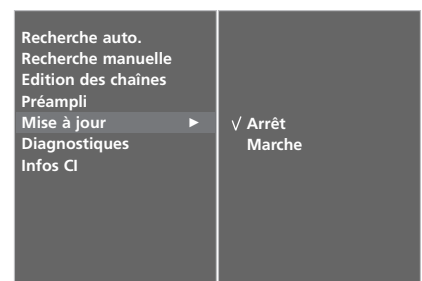 Recherche auto.
Recherche manuelle
Edition des chaînes
Préampli
Mise à jour ►
Diagnostiques
Infos CI
√ Arrêt
Marche